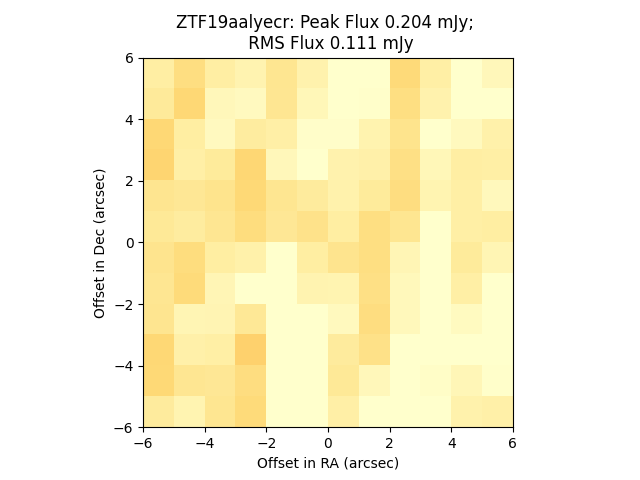 ZTF19aalyecr: Peak Flux 0.204 mJy;
RMS Flux 0.111 mJy
6
4
2
0
−2
−4
−6
Offset in Dec (arcsec)
−6 −4 −2 0 2 4 6
Offset in RA (arcsec)